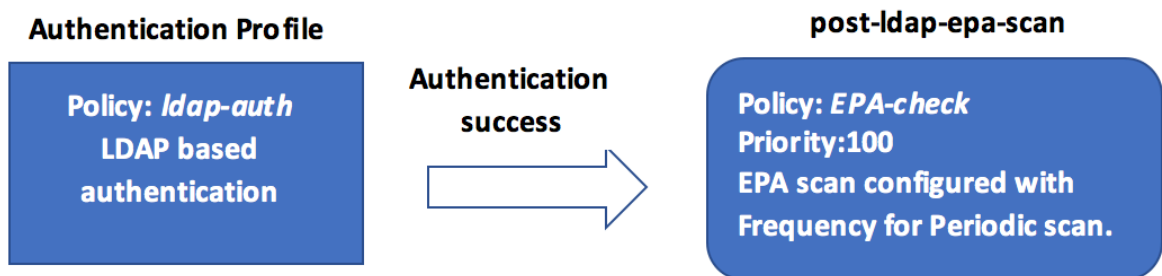 Authentication Profile
Policy: ldap-auth
LDAP based
authentication
Authentication
success
post-ldap-epa-scan
Policy: EPA-check
Priority:100
EPA scan configured with
Frequency for Periodic scan.